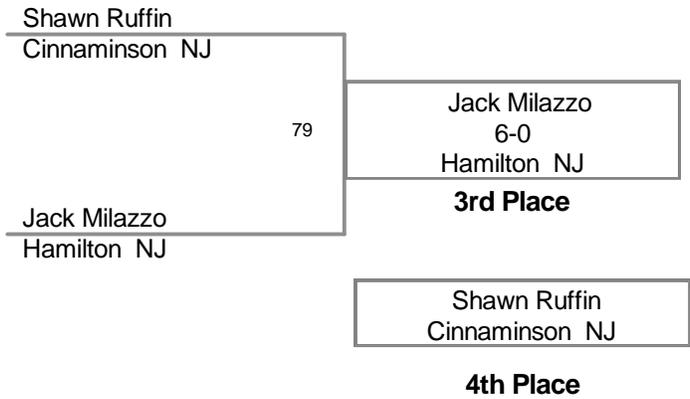 Shawn Ruffin
Cinnaminson NJ
79
Jack Milazzo
6-0
Hamilton NJ
3rd Place
Jack Milazzo
Hamilton NJ
Shawn Ruffin
Cinnaminson NJ
4th Place